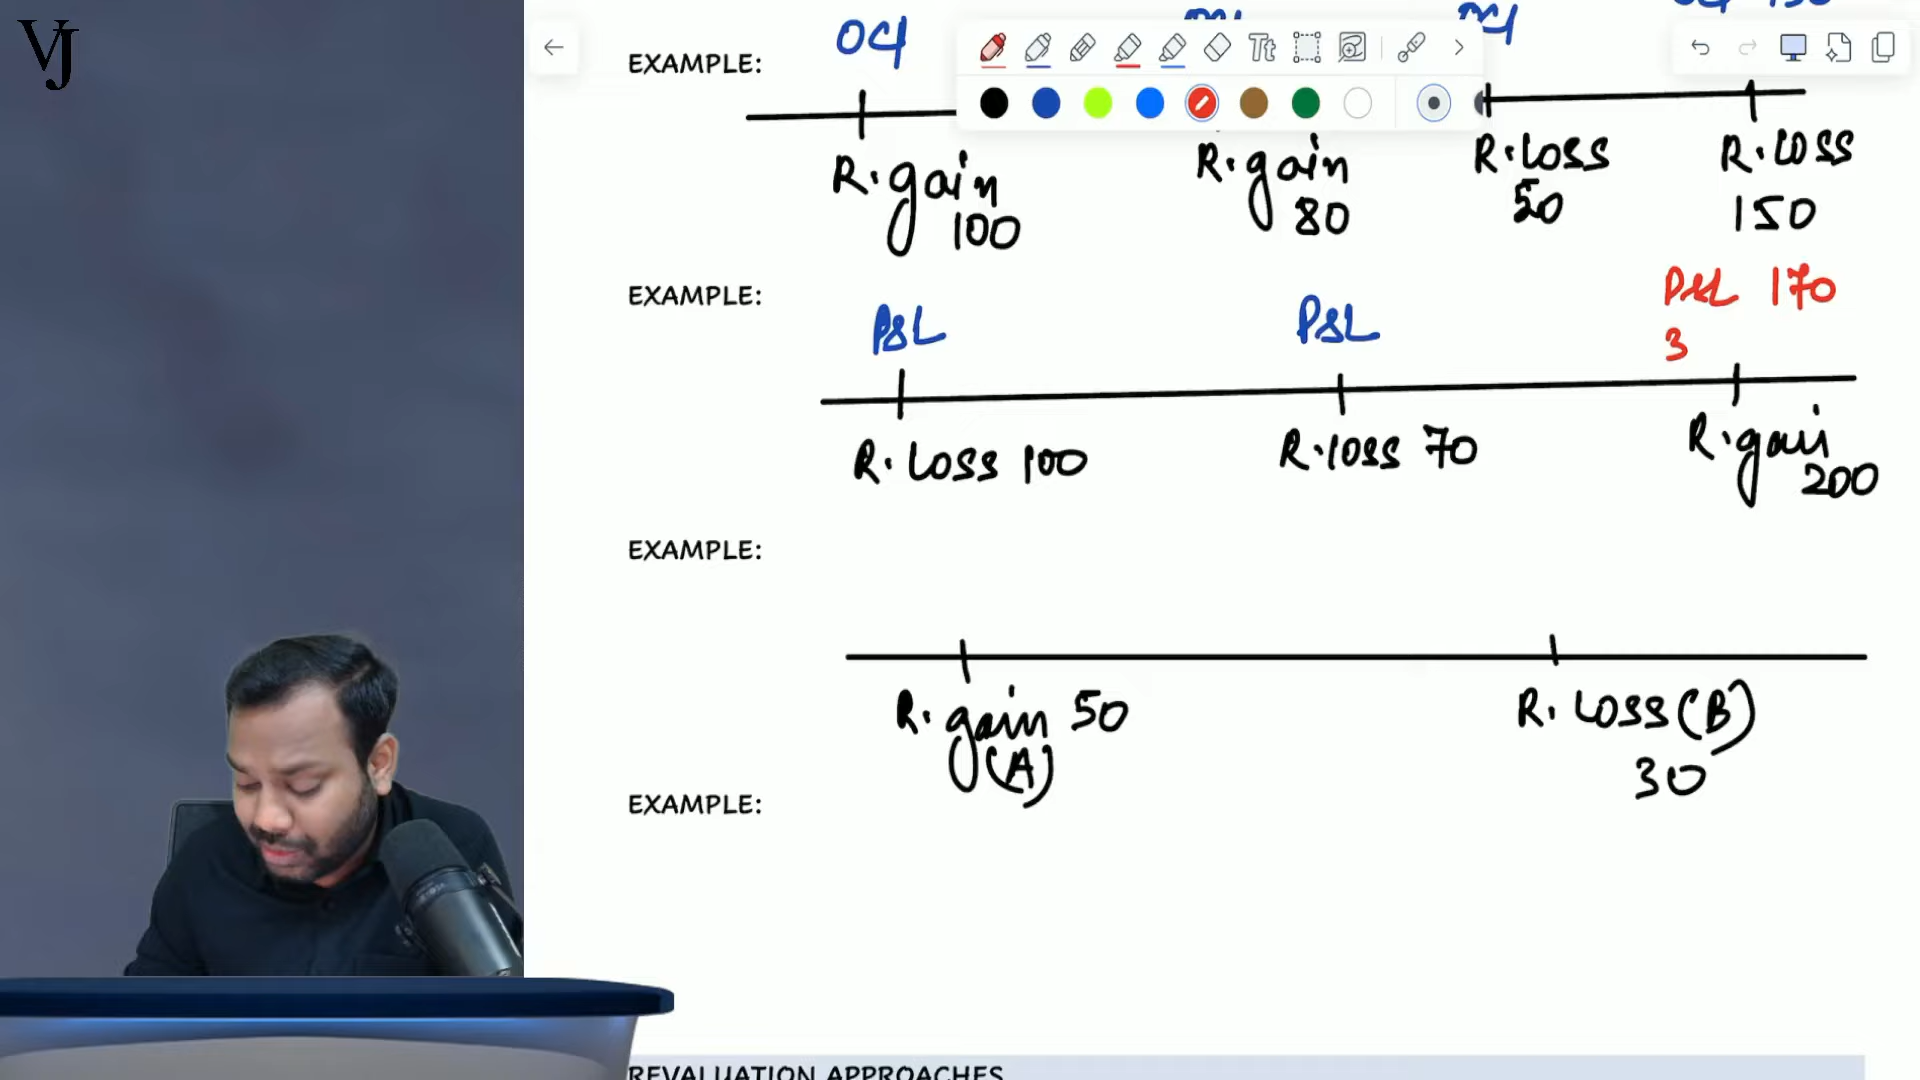 VJ
EXAMPLE: OCI
R. gain 100
R. gain 80
R. LOSS 50
R. LOSS 150
EXAMPLE: P&L P&L P&L 170
3
R. LOSS 100 R. LOSS 70 R. gain 200
EXAMPLE:
R. gain 50 (A)
R. LOSS (B) 30
EXAMPLE:
REVALUATION APPROACHES